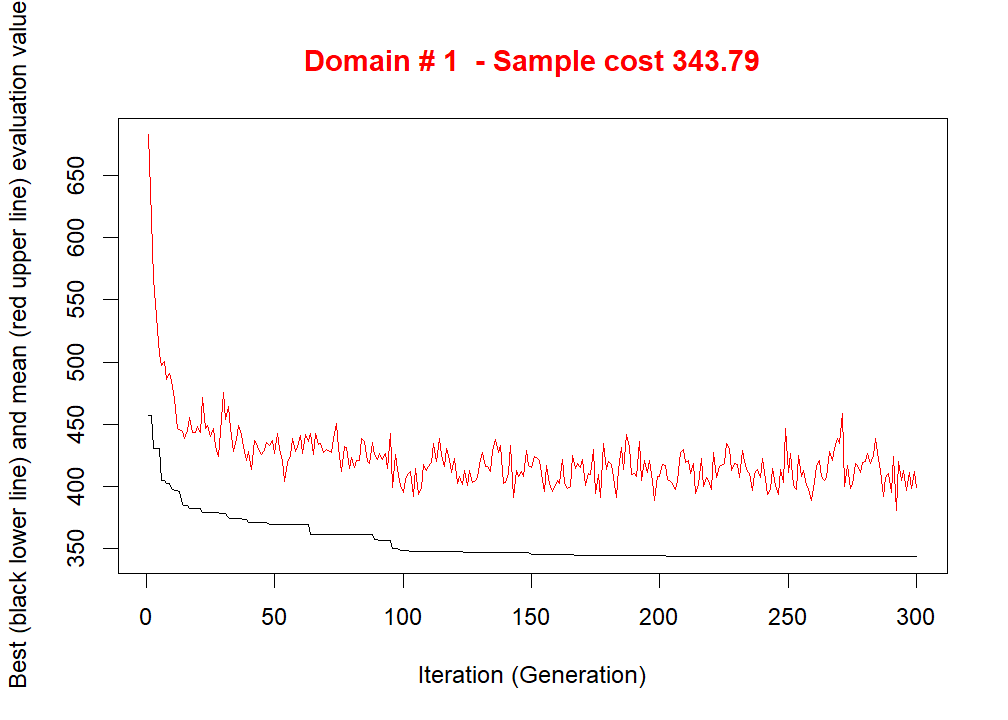 Domain # 1  - Sample cost 343.79
Best (black lower line) and mean (red upper line) evaluation value
650
600
550
500
450
400
350
0 50 100 150 200 250 300
Iteration (Generation)